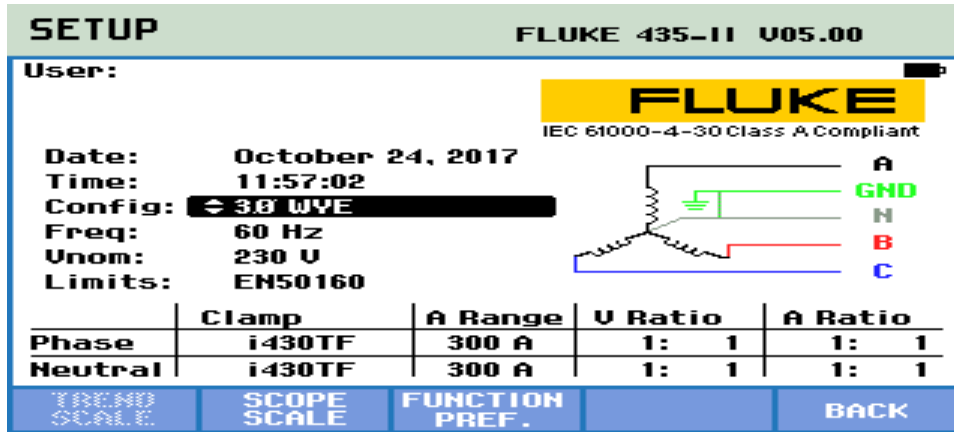 SETUP FLUKE 435-II V05.00
User:
FLUKE
IEC 61000-4-30 Class A Compliant
Date: October 24, 2017
Time: 11:57:02
Config: 3Ø WYE
Freq: 60 Hz
Vnom: 230 V
Limits: EN50160
A
GND
N
B
C
Clamp A Range V Ratio A Ratio
Phase i430TF 300 A 1: 1 1: 1
Neutral i430TF 300 A 1: 1 1: 1
TREND SCALE
SCOPE SCALE
FUNCTION PREF.
BACK